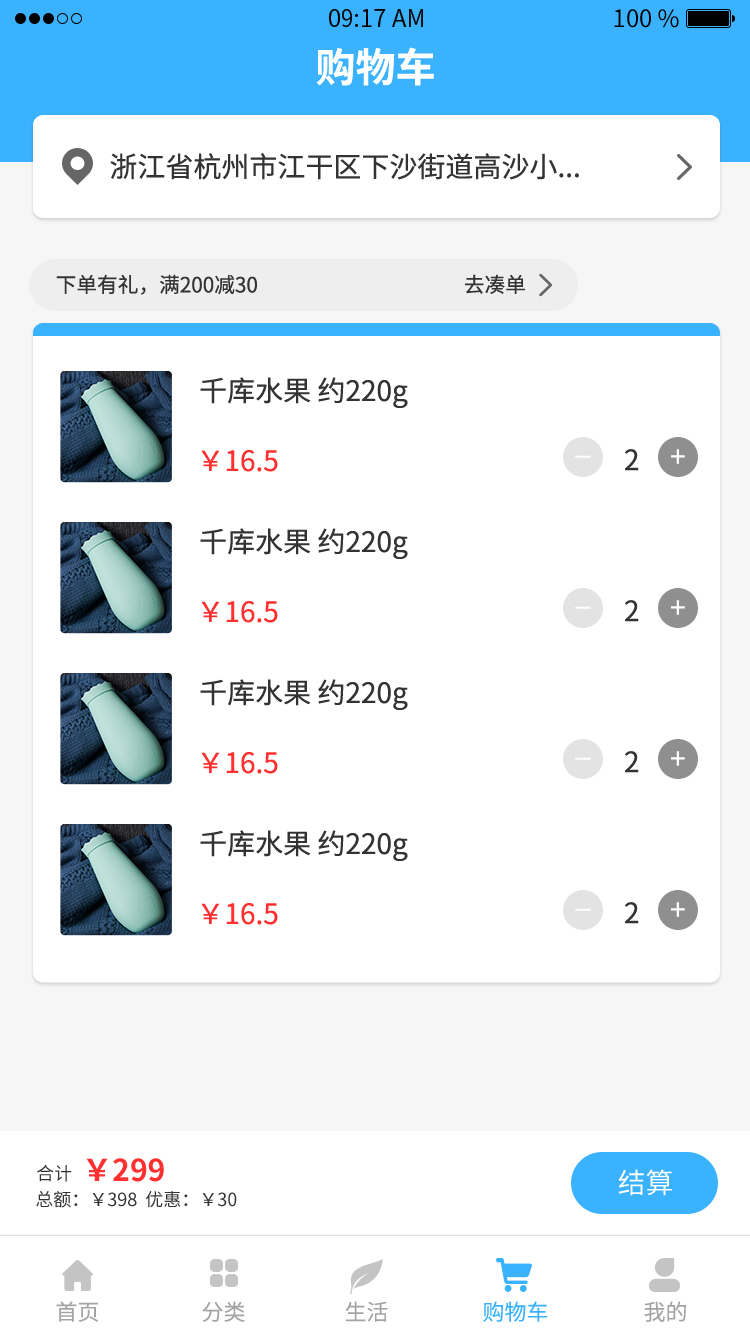 09:17 AM
100 %
购物车
浙江省杭州市江干区下沙街道高沙小...
下单有礼，满200减30
去凑单
千库水果 约220g
￥16.5
2
千库水果 约220g
￥16.5
2
千库水果 约220g
￥16.5
2
千库水果 约220g
￥16.5
2
合计 ￥299
总额：￥398 优惠：￥30
结算
首页
分类
生活
购物车
我的